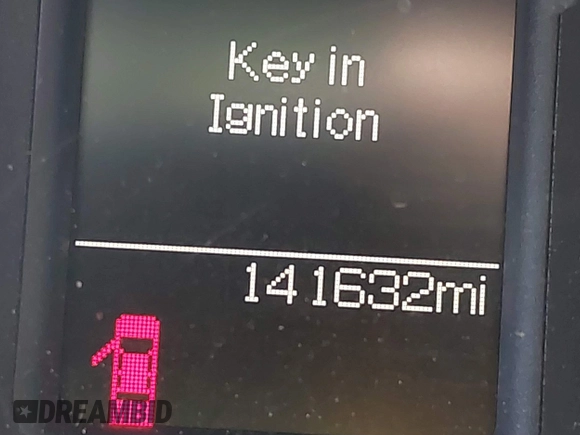 Key in
Ignition
141632mi
DREAMBID